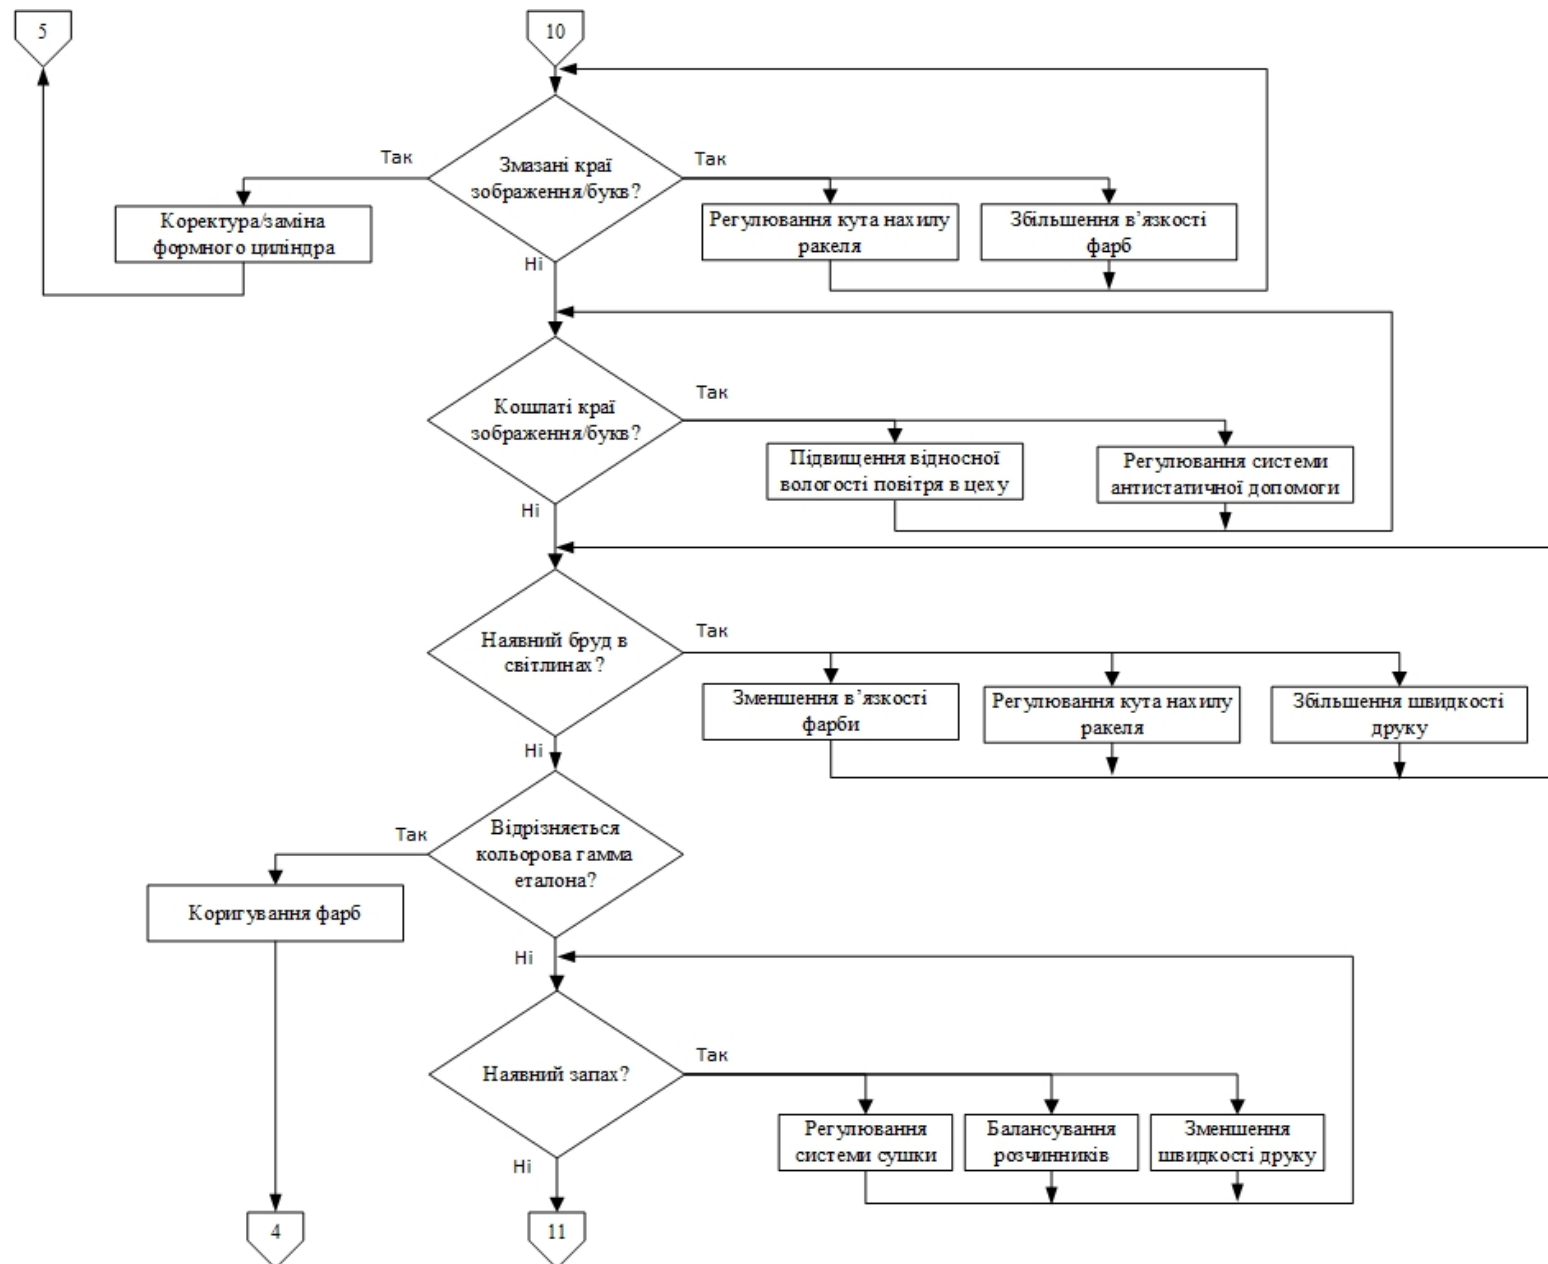 5
10
Так
Змазані краї
зображення/букв?
Так
Коректура/заміна
формного циліндра
Регулювання кута нахилу
ракеля
Збільшення в’язкості
фарб
Ні
Кошлаті краї
зображення/букв?
Так
Підвищення відносної
вологості повітря в цеху
Регулювання системи
антистатичної допомоги
Ні
Наявний бруд в
світлинах?
Так
Зменшення в’язкості
фарби
Регулювання кута нахилу
ракеля
Збільшення швидкості
друку
Ні
Так
Відрізняється
кольорова гамма
еталона?
Коригування фарб
Ні
Наявний запах?
Так
Регулювання
системи сушки
Балансування
розчинників
Зменшення
швидкості друку
Ні
4
11